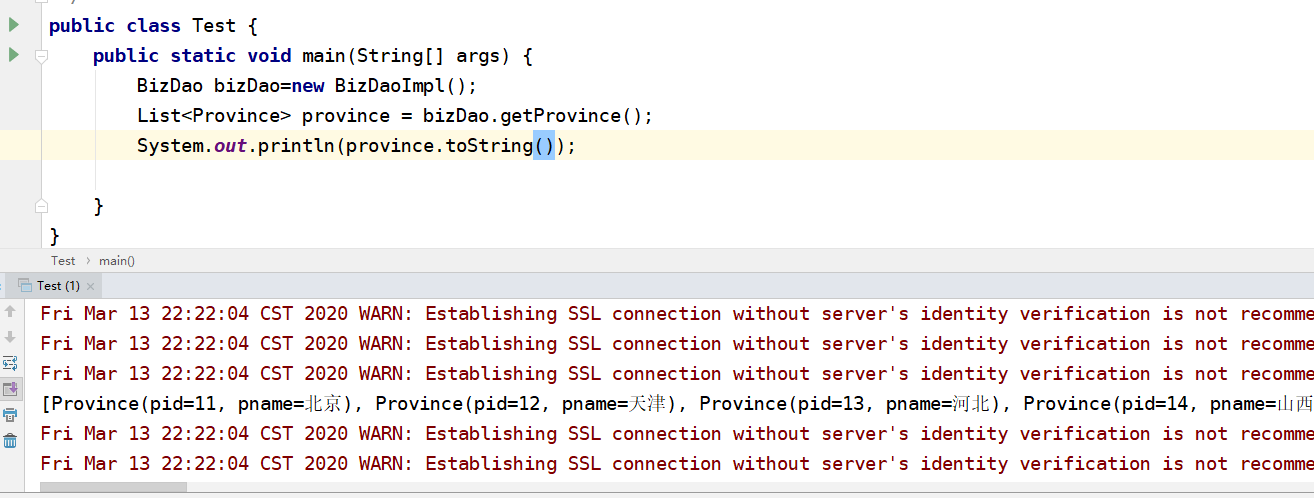 public class Test {
public static void main(String[] args) {
BizDao bizDao=new BizDaoImpl();
List<Province> province = bizDao.getProvince();
System.out.println(province.toString());
}
}
Test › main()
Test (1) ×
Fri Mar 13 22:22:04 CST 2020 WARN: Establishing SSL connection without server's identity verification is not recomme
Fri Mar 13 22:22:04 CST 2020 WARN: Establishing SSL connection without server's identity verification is not recomme
Fri Mar 13 22:22:04 CST 2020 WARN: Establishing SSL connection without server's identity verification is not recomme
[Province(pid=11, pname=北京), Province(pid=12, pname=天津), Province(pid=13, pname=河北), Province(pid=14, pname=山西
Fri Mar 13 22:22:04 CST 2020 WARN: Establishing SSL connection without server's identity verification is not recomme
Fri Mar 13 22:22:04 CST 2020 WARN: Establishing SSL connection without server's identity verification is not recomme